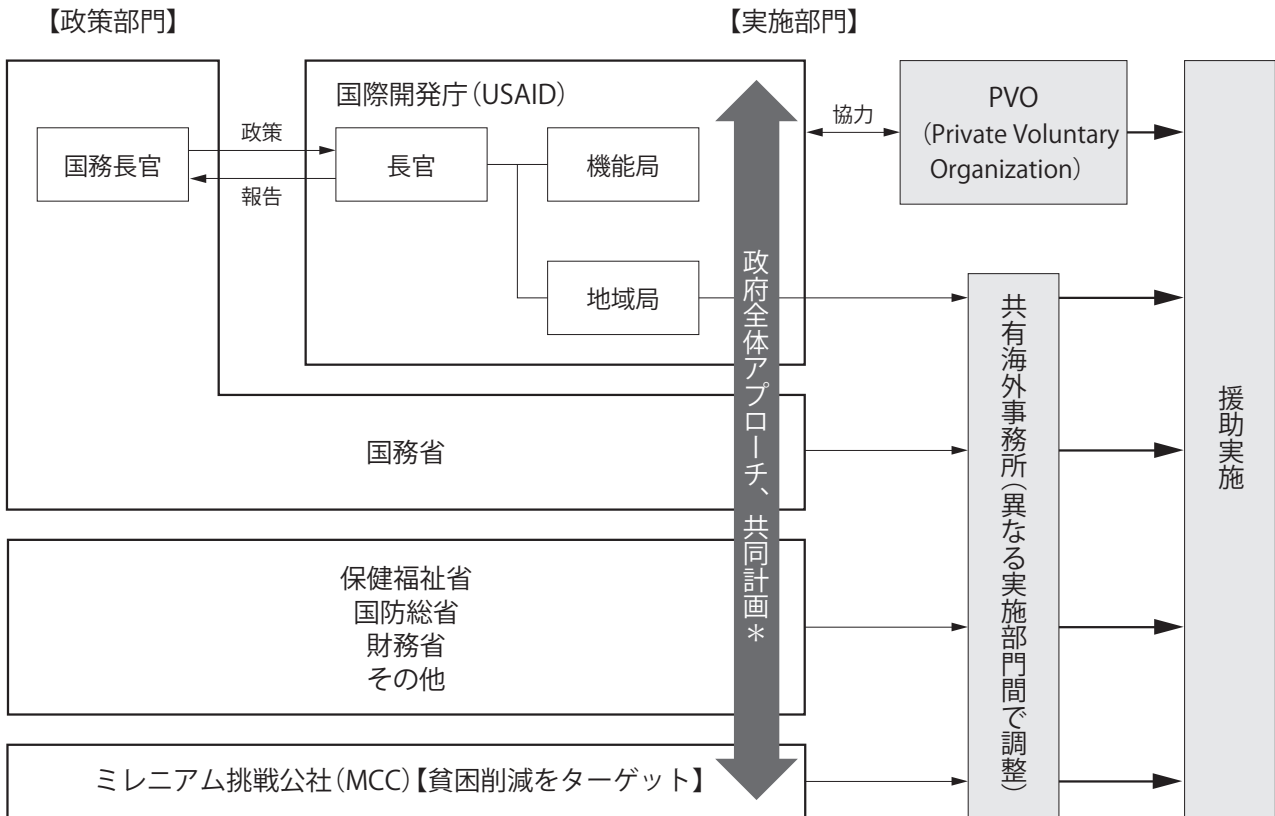 【政策部門】
【実施部門】
国際開発庁(USAID)
国務長官
政策
報告
長官
機能局
地域局
協力
PVO
(Private Voluntary
Organization)
政府全体アプローチ、共同計画＊
共有海外事務所(異なる実施部門間で調整)
援助実施
国務省
保健福祉省
国防総省
財務省
その他
ミレニアム挑戦公社(MCC)【貧困削減をターゲット】